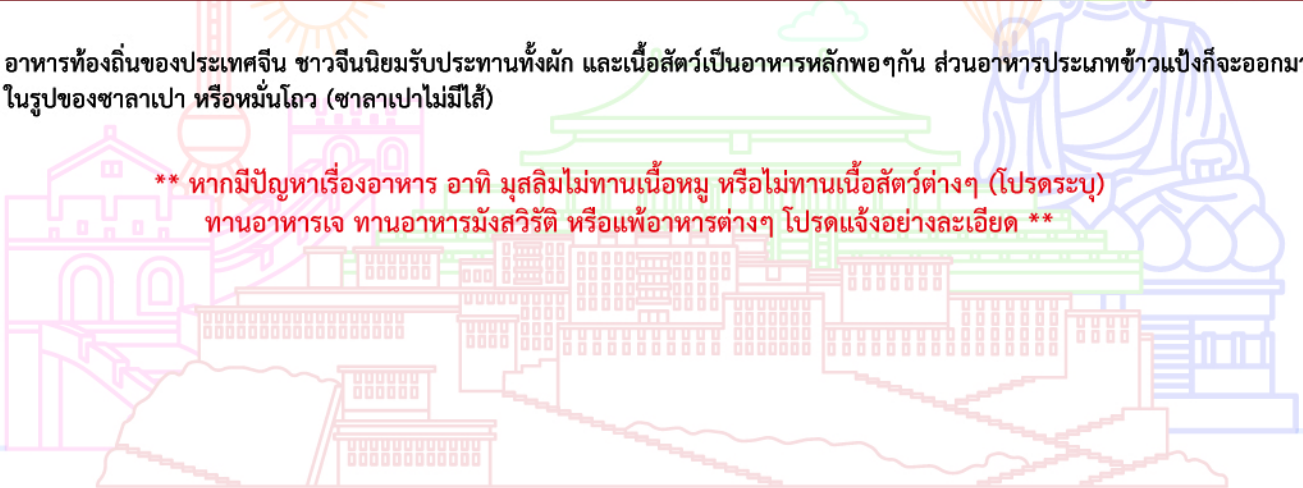 อาหารท้องถิ่นของประเทศจีน ชาวจีนนิยมรับประทานทั้งผัก และเนื้อสัตว์เป็นอาหารหลักพอๆกัน ส่วนอาหารประเภทข้าวแป้งก็จะออกมา
ในรูปของซาลาเปา หรือหมั่นโถว (ซาลาเปาไม่มีไส้)
** หากมีปัญหาเรื่องอาหาร อาทิ มุสลิมไม่ทานเนื้อหมู หรือไม่ทานเนื้อสัตว์ต่างๆ (โปรดระบุ)
ทานอาหารเจ ทานอาหารมังสวิรัติ หรือแพ้อาหารต่างๆ โปรดแจ้งอย่างละเอียด **